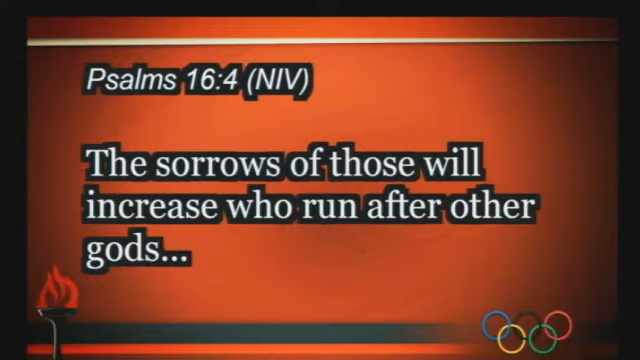 Psalms 16:4 (NIV)
The sorrows of those will
increase who run after other
gods...